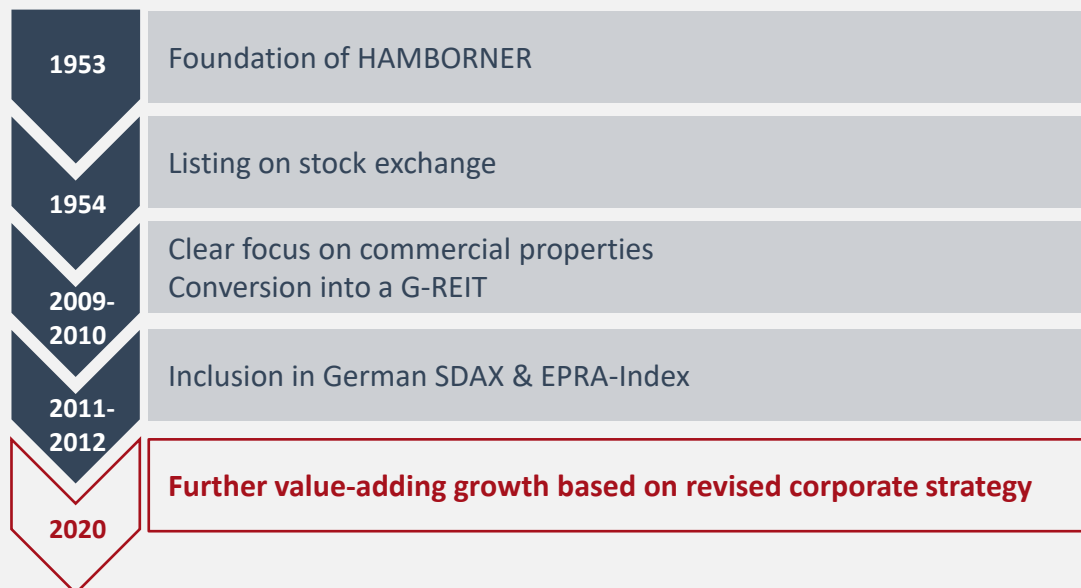 1953
Foundation of HAMBORNER
Listing on stock exchange
1954
Clear focus on commercial properties
Conversion into a G-REIT
2009-
2010
Inclusion in German SDAX & EPRA-Index
2011-
2012
Further value-adding growth based on revised corporate strategy
2020